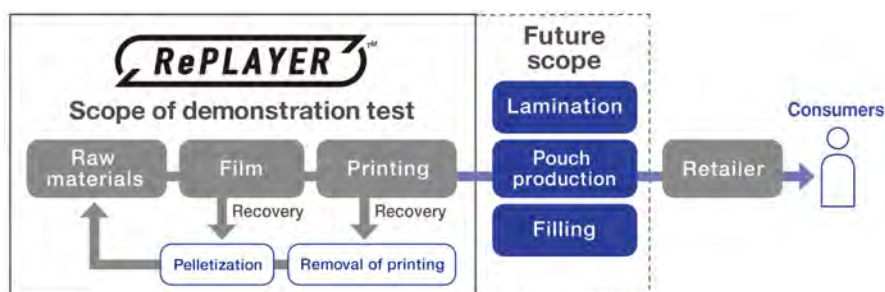 RePLAYER™
Scope of demonstration test
Raw
materials
Film
Printing
Recovery
Recovery
Pelletization
Removal of printing
Future
scope
Lamination
Pouch
production
Filling
Retailer
Consumers